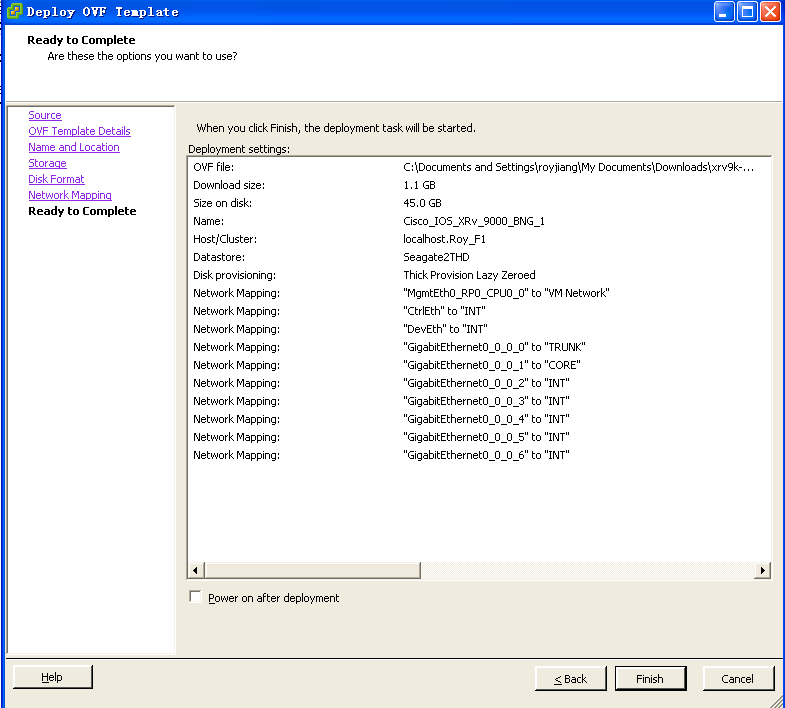 Deploy OVF Template
Ready to Complete
Are these the options you want to use?
Source
OVF Template Details
Name and Location
Storage
Disk Format
Network Mapping
Ready to Complete
When you click Finish, the deployment task will be started.
Deployment settings:
OVF file: C:\Documents and Settings\royjiang\My Documents\Downloads\xrv9k-...
Download size: 1.1 GB
Size on disk: 45.0 GB
Name: Cisco_IOS_XRv_9000_BNG_1
Host/Cluster: localhost.Roy_F1
Datastore: Seagate2THD
Disk provisioning: Thick Provision Lazy Zeroed
Network Mapping: "MgmtEth0_RP0_CPU0_0" to "VM Network"
Network Mapping: "CtrlEth" to "INT"
Network Mapping: "DevEth" to "INT"
Network Mapping: "GigabitEthernet0_0_0_0" to "TRUNK"
Network Mapping: "GigabitEthernet0_0_0_1" to "CORE"
Network Mapping: "GigabitEthernet0_0_0_2" to "INT"
Network Mapping: "GigabitEthernet0_0_0_3" to "INT"
Network Mapping: "GigabitEthernet0_0_0_4" to "INT"
Network Mapping: "GigabitEthernet0_0_0_5" to "INT"
Network Mapping: "GigabitEthernet0_0_0_6" to "INT"
Power on after deployment
Help
< Back
Finish
Cancel